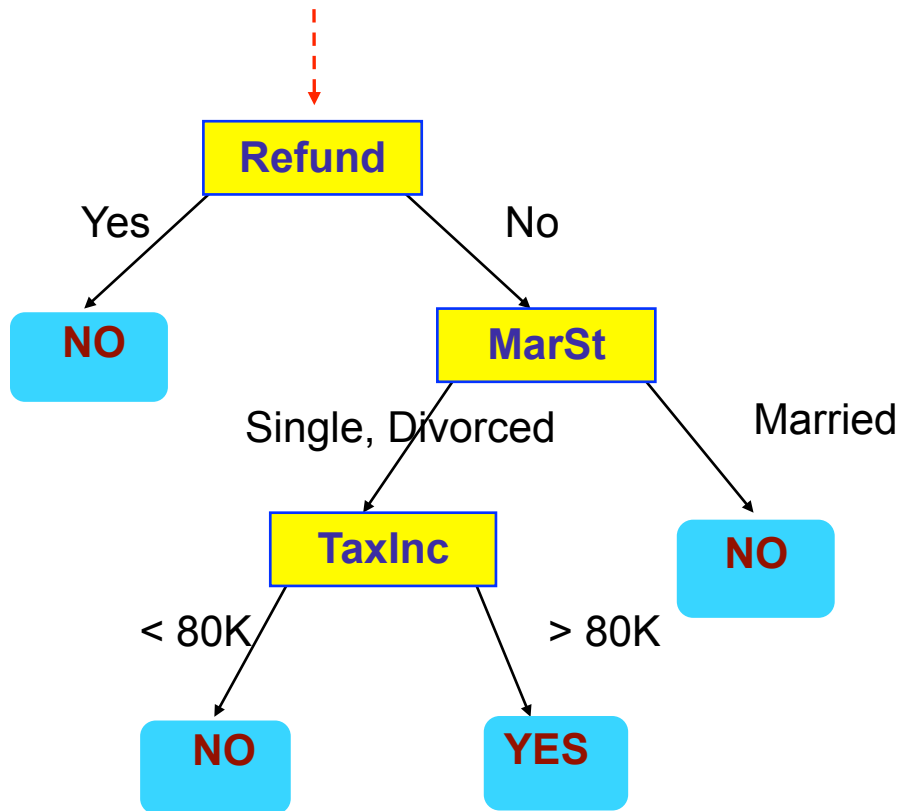 Refund
Yes
No
NO
MarSt
Single, Divorced
Married
TaxInc
NO
< 80K
> 80K
NO
YES